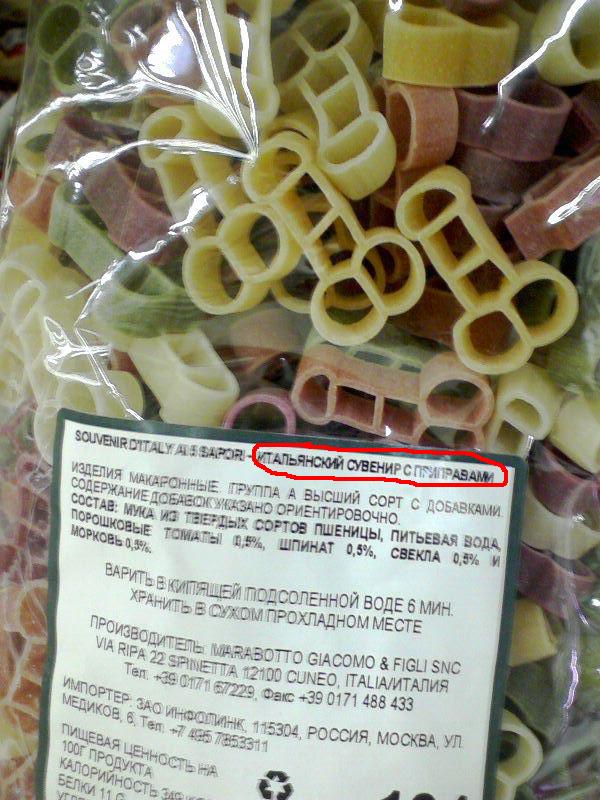 SOUVENIR D'ITALY AI 5 SAPORI - ИТАЛЬЯНСКИЙ СУВЕНИР С ПРИПРАВАМИ
ИЗДЕЛИЯ МАКАРОННЫЕ. ГРУППА А ВЫСШИЙ СОРТ С ДОБАВКАМИ.
СОДЕРЖАНИЕ ДОБАВОК УКАЗАНО ОРИЕНТИРОВОЧНО.
СОСТАВ: МУКА ИЗ ТВЕРДЫХ СОРТОВ ПШЕНИЦЫ, ПИТЬЕВАЯ ВОДА,
ПОРОШКОВЫЕ ТОМАТЫ 0,5%, ШПИНАТ 0,5%, СВЕКЛА 0,5% И
МОРКОВЬ 0,5%.
ВАРИТЬ В КИПЯЩЕЙ ПОДСОЛЕННОЙ ВОДЕ 6 МИН.
ХРАНИТЬ В СУХОМ ПРОХЛАДНОМ МЕСТЕ
ПРОИЗВОДИТЕЛЬ: MARABOTTO GIACOMO & FIGLI SNC
VIA RIPA 22 SPINETTA 12100 CUNEO, ITALIA/ИТАЛИЯ
Тел: +39 0171 67229, Факс +39 0171 488 433
ИМПОРТЕР: ЗАО ИНФОЛИНК, 115304, РОССИЯ, МОСКВА, УЛ.
МЕДИКОВ, 6, Тел: +7 495 7853311
ПИЩЕВАЯ ЦЕННОСТЬ НА
100Г ПРОДУКТА
КАЛОРИЙНОСТЬ 349
БЕЛКИ 11